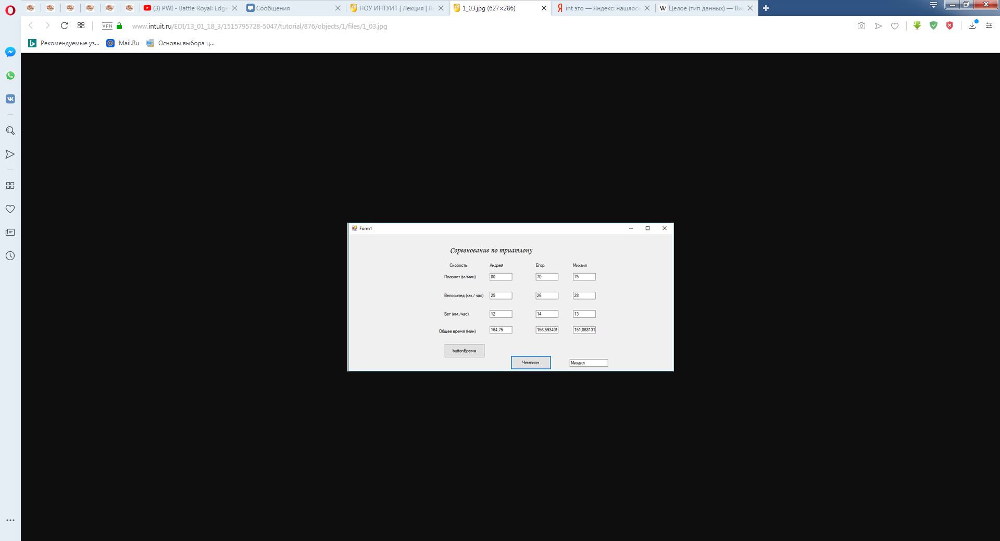 (3) PWI - Battle Royal: Edge
Сообщения
НОУ ИНТУИТ | Лекция | Вы
1_03.jpg (627×286)
int это — Яндекс: нашлось
Целое (тип данных) — Вик
VPN
www.intuit.ru/EDI/13_01_18_3/1515795728-5047/tutorial/876/objects/1/files/1_03.jpg
Рекомендуемые уз...
Mail.Ru
Основы выбора ц...
Form1
Соревнование по триатлону
Скорость Андрей Егор Михаил
Плавает (м/мин) 80 70 75
Велосипед (км./ час) 25 26 28
Бег (км./час) 12 14 13
Общее время (мин) 164,75 156,593406 151,868131
buttonВремя
Чемпион Михаил